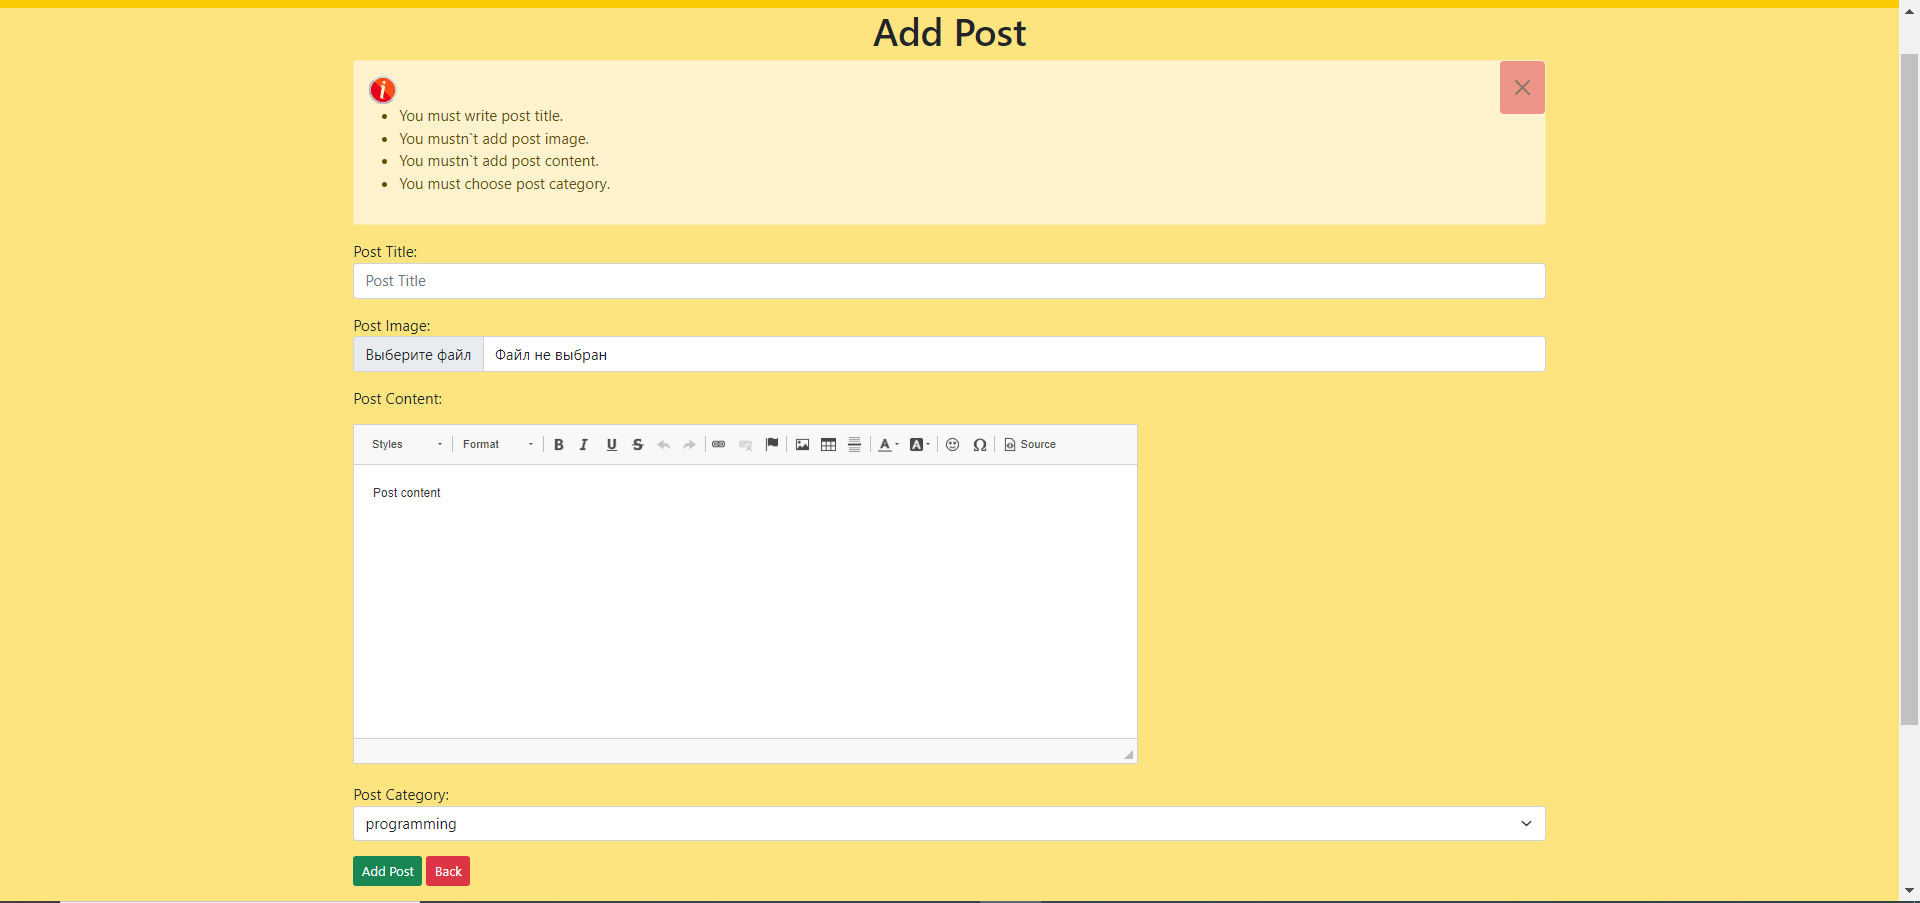 Add Post
You must write post title.
You mustn`t add post image.
You mustn`t add post content.
You must choose post category.
Post Title:
Post Title
Post Image:
Выберите файл Файл не выбран
Post Content:
Styles Format B I U S A A Ω Source
Post content
Post Category:
programming
Add Post Back